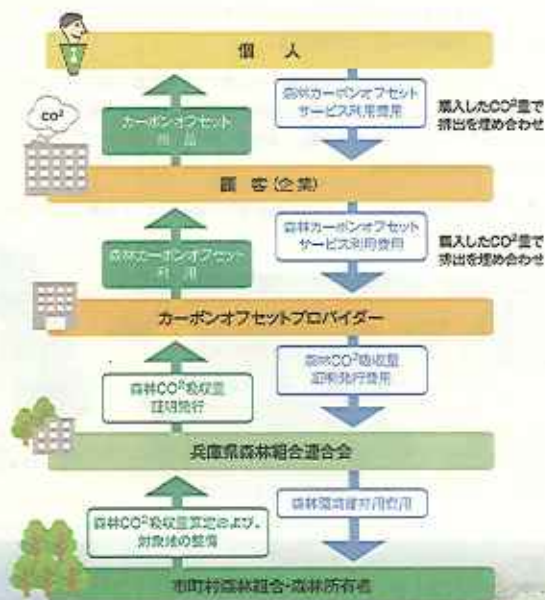 個 人
CO²
カーボンオフセット
森林カーボンオフセット
サービス利用費用
購入したCO²量で
排出を埋め合わせ
顧 客（企業）
森林カーボンオフセット
利 用
森林カーボンオフセット
サービス利用費用
購入したCO²量で
排出を埋め合わせ
カーボンオフセットプロバイダー
森林CO²吸収量
証明発行
森林CO²吸収量
証明発行費用
兵庫県森林組合連合会
森林CO²吸収量算定および、
対象地の整備
森林環境維持用費用
市町村森林組合・森林所有者